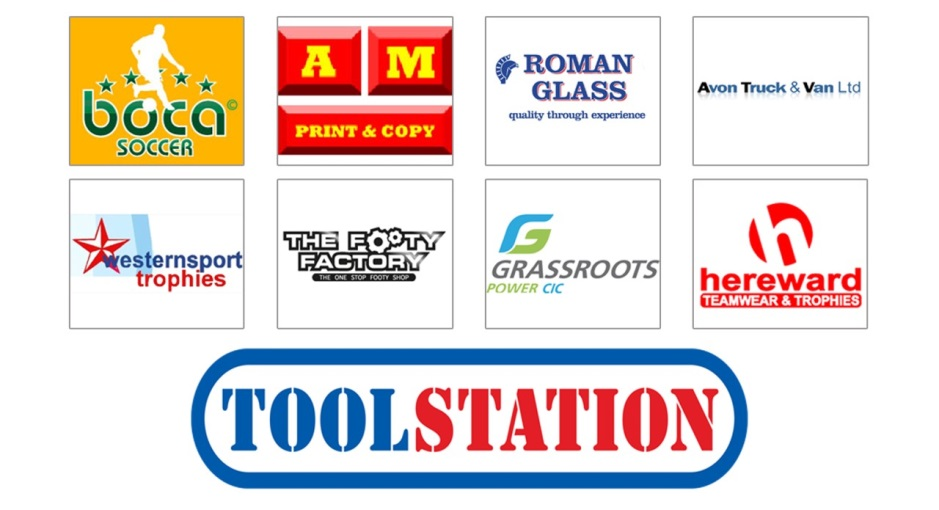 boca ©
SOCCER
A M
PRINT & COPY
ROMAN
GLASS
quality through experience
Avon Truck & Van Ltd
westernsport
trophies
THE FOOTY
FACTORY
THE ONE STOP FOOTY SHOP
GRASSROOTS
POWER CIC
h
hereward
TEAMWEAR & TROPHIES
TOOLSTATION